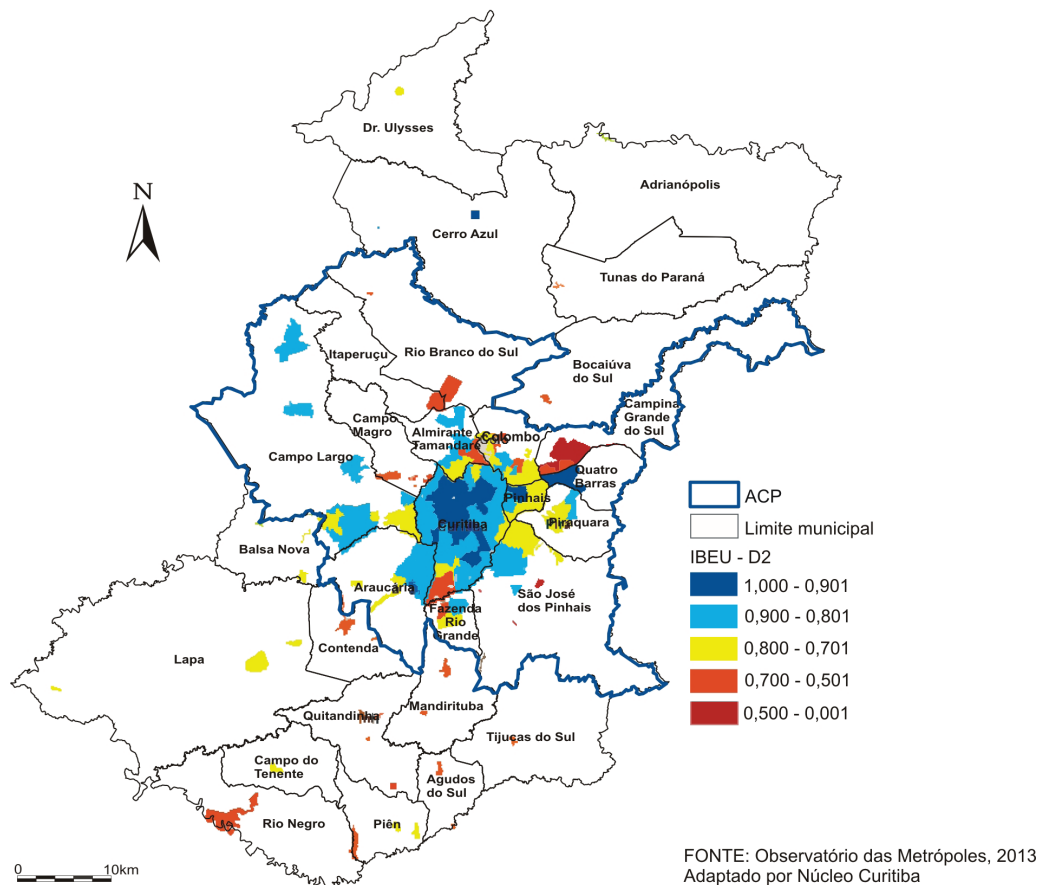 Dr. Ulysses
Adrianópolis
N
Cerro Azul
Tunas do Paraná
Itaperuçu
Rio Branco do Sul
Bocaiúva
do Sul
Campina
Grande
do Sul
Campo
Magro
Almirante
Tamandaré
Colombo
Campo Largo
Quatro
Barras
Pinhais
Curitiba
Piraquara
Balsa Nova
Araucária
São José
dos Pinhais
Fazenda
Rio
Grande
Contenda
Lapa
Mandirituba
Quitandinha
Tijucas do Sul
Campo do
Tenente
Agudos
do Sul
Rio Negro
Piên
ACP
Limite municipal
IBEU - D2
1,000 - 0,901
0,900 - 0,801
0,800 - 0,701
0,700 - 0,501
0,500 - 0,001
0 10km
FONTE: Observatório das Metrópoles, 2013
Adaptado por Núcleo Curitiba